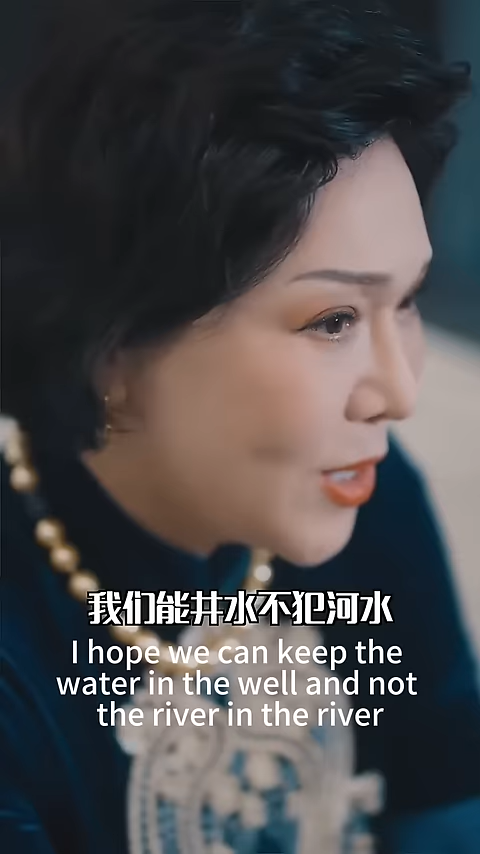 我们能井水不犯河水
I hope we can keep the
water in the well and not
the river in the river